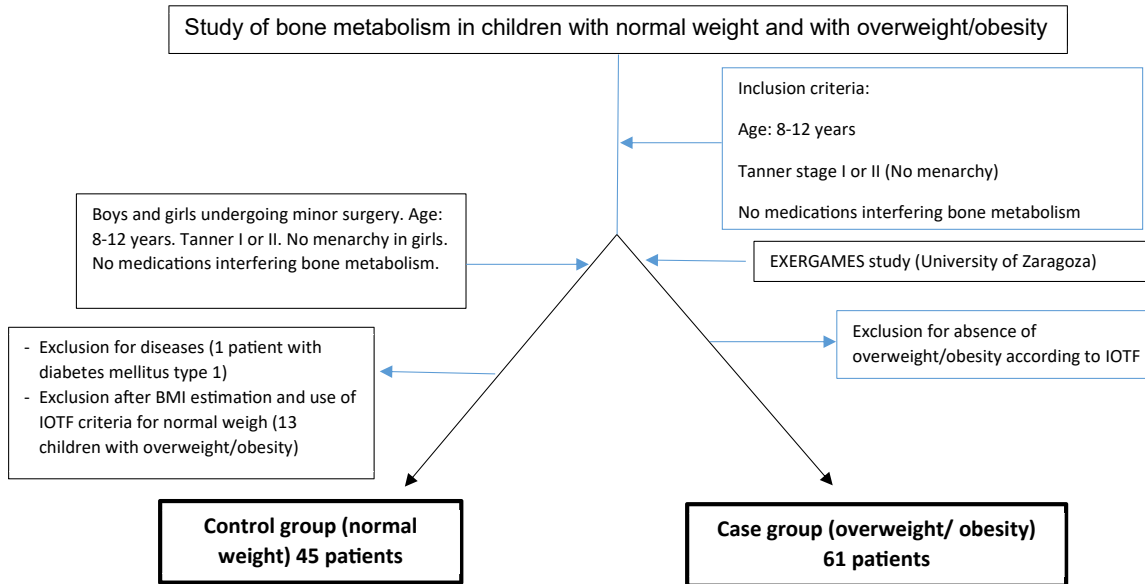 Study of bone metabolism in children with normal weight and with overweight/obesity
Inclusion criteria:
Age: 8-12 years
Tanner stage I or II (No menarchy)
No medications interfering bone metabolism
Boys and girls undergoing minor surgery. Age:
8-12 years. Tanner I or II. No menarchy in girls.
No medications interfering bone metabolism.
EXERGAMES study (University of Zaragoza)
- Exclusion for diseases (1 patient with
diabetes mellitus type 1)
- Exclusion after BMI estimation and use of
IOTF criteria for normal weigh (13
children with overweight/obesity)
Exclusion for absence of
overweight/obesity according to IOTF
Control group (normal
weight) 45 patients
Case group (overweight/ obesity)
61 patients